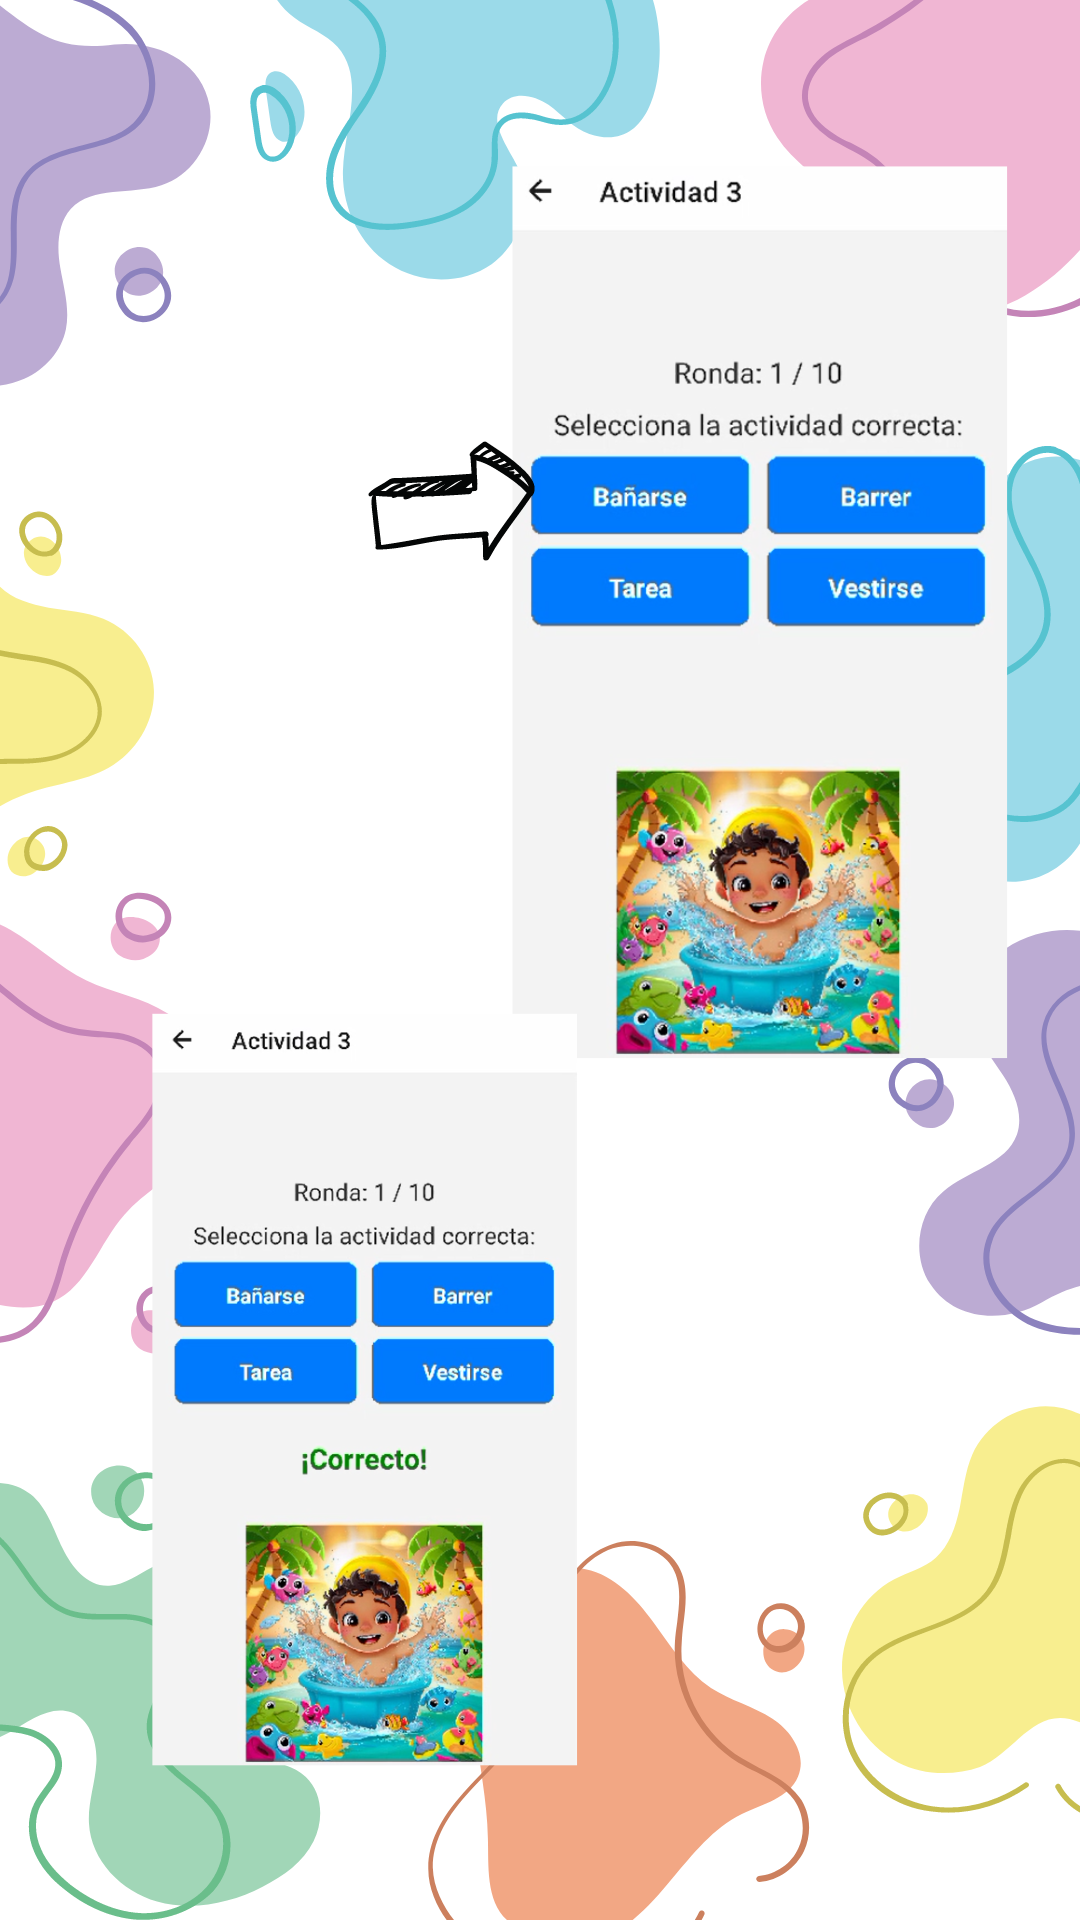 Actividad 3
Ronda: 1 / 10
Selecciona la actividad correcta:
Bañarse Barrer
Tarea Vestirse
Actividad 3
Ronda: 1 / 10
Selecciona la actividad correcta:
Bañarse Barrer
Tarea Vestirse
¡Correcto!